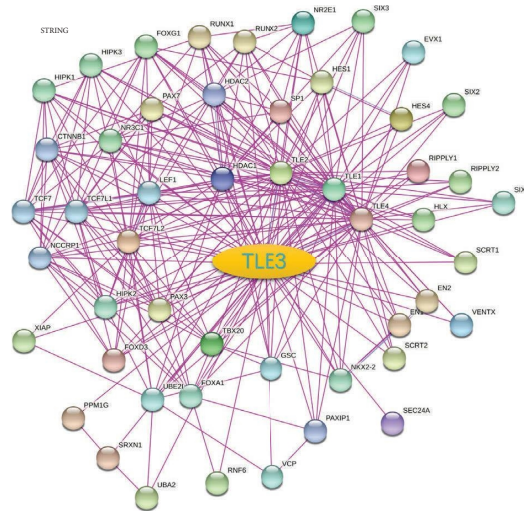 NR2E1
SIX3
RUNX1
RUNX2
STRING
FOXG1
EVX1
HIPK3
HDAC2
HES1
HIPK1
PAX7
SP1
HES4
SIX2
CTNNB1
NR3C1
HDAC1
TLE2
TLE1
RIPPLY1
RIPPLY2
LEF1
TCF7
TCF7L1
TLE4
HLX
SIX
TCF7L2
NCCRP1
TLE3
SCRT1
HIPK2
PAX3
EN2
EN1
VENTX
XIAP
TBX20
FOXD3
GSC
NKX2-2
SCRT2
UBE2I
FOXA1
PPM1G
PAXIP1
SEC24A
SRXN1
UBA2
RNF6
VCP